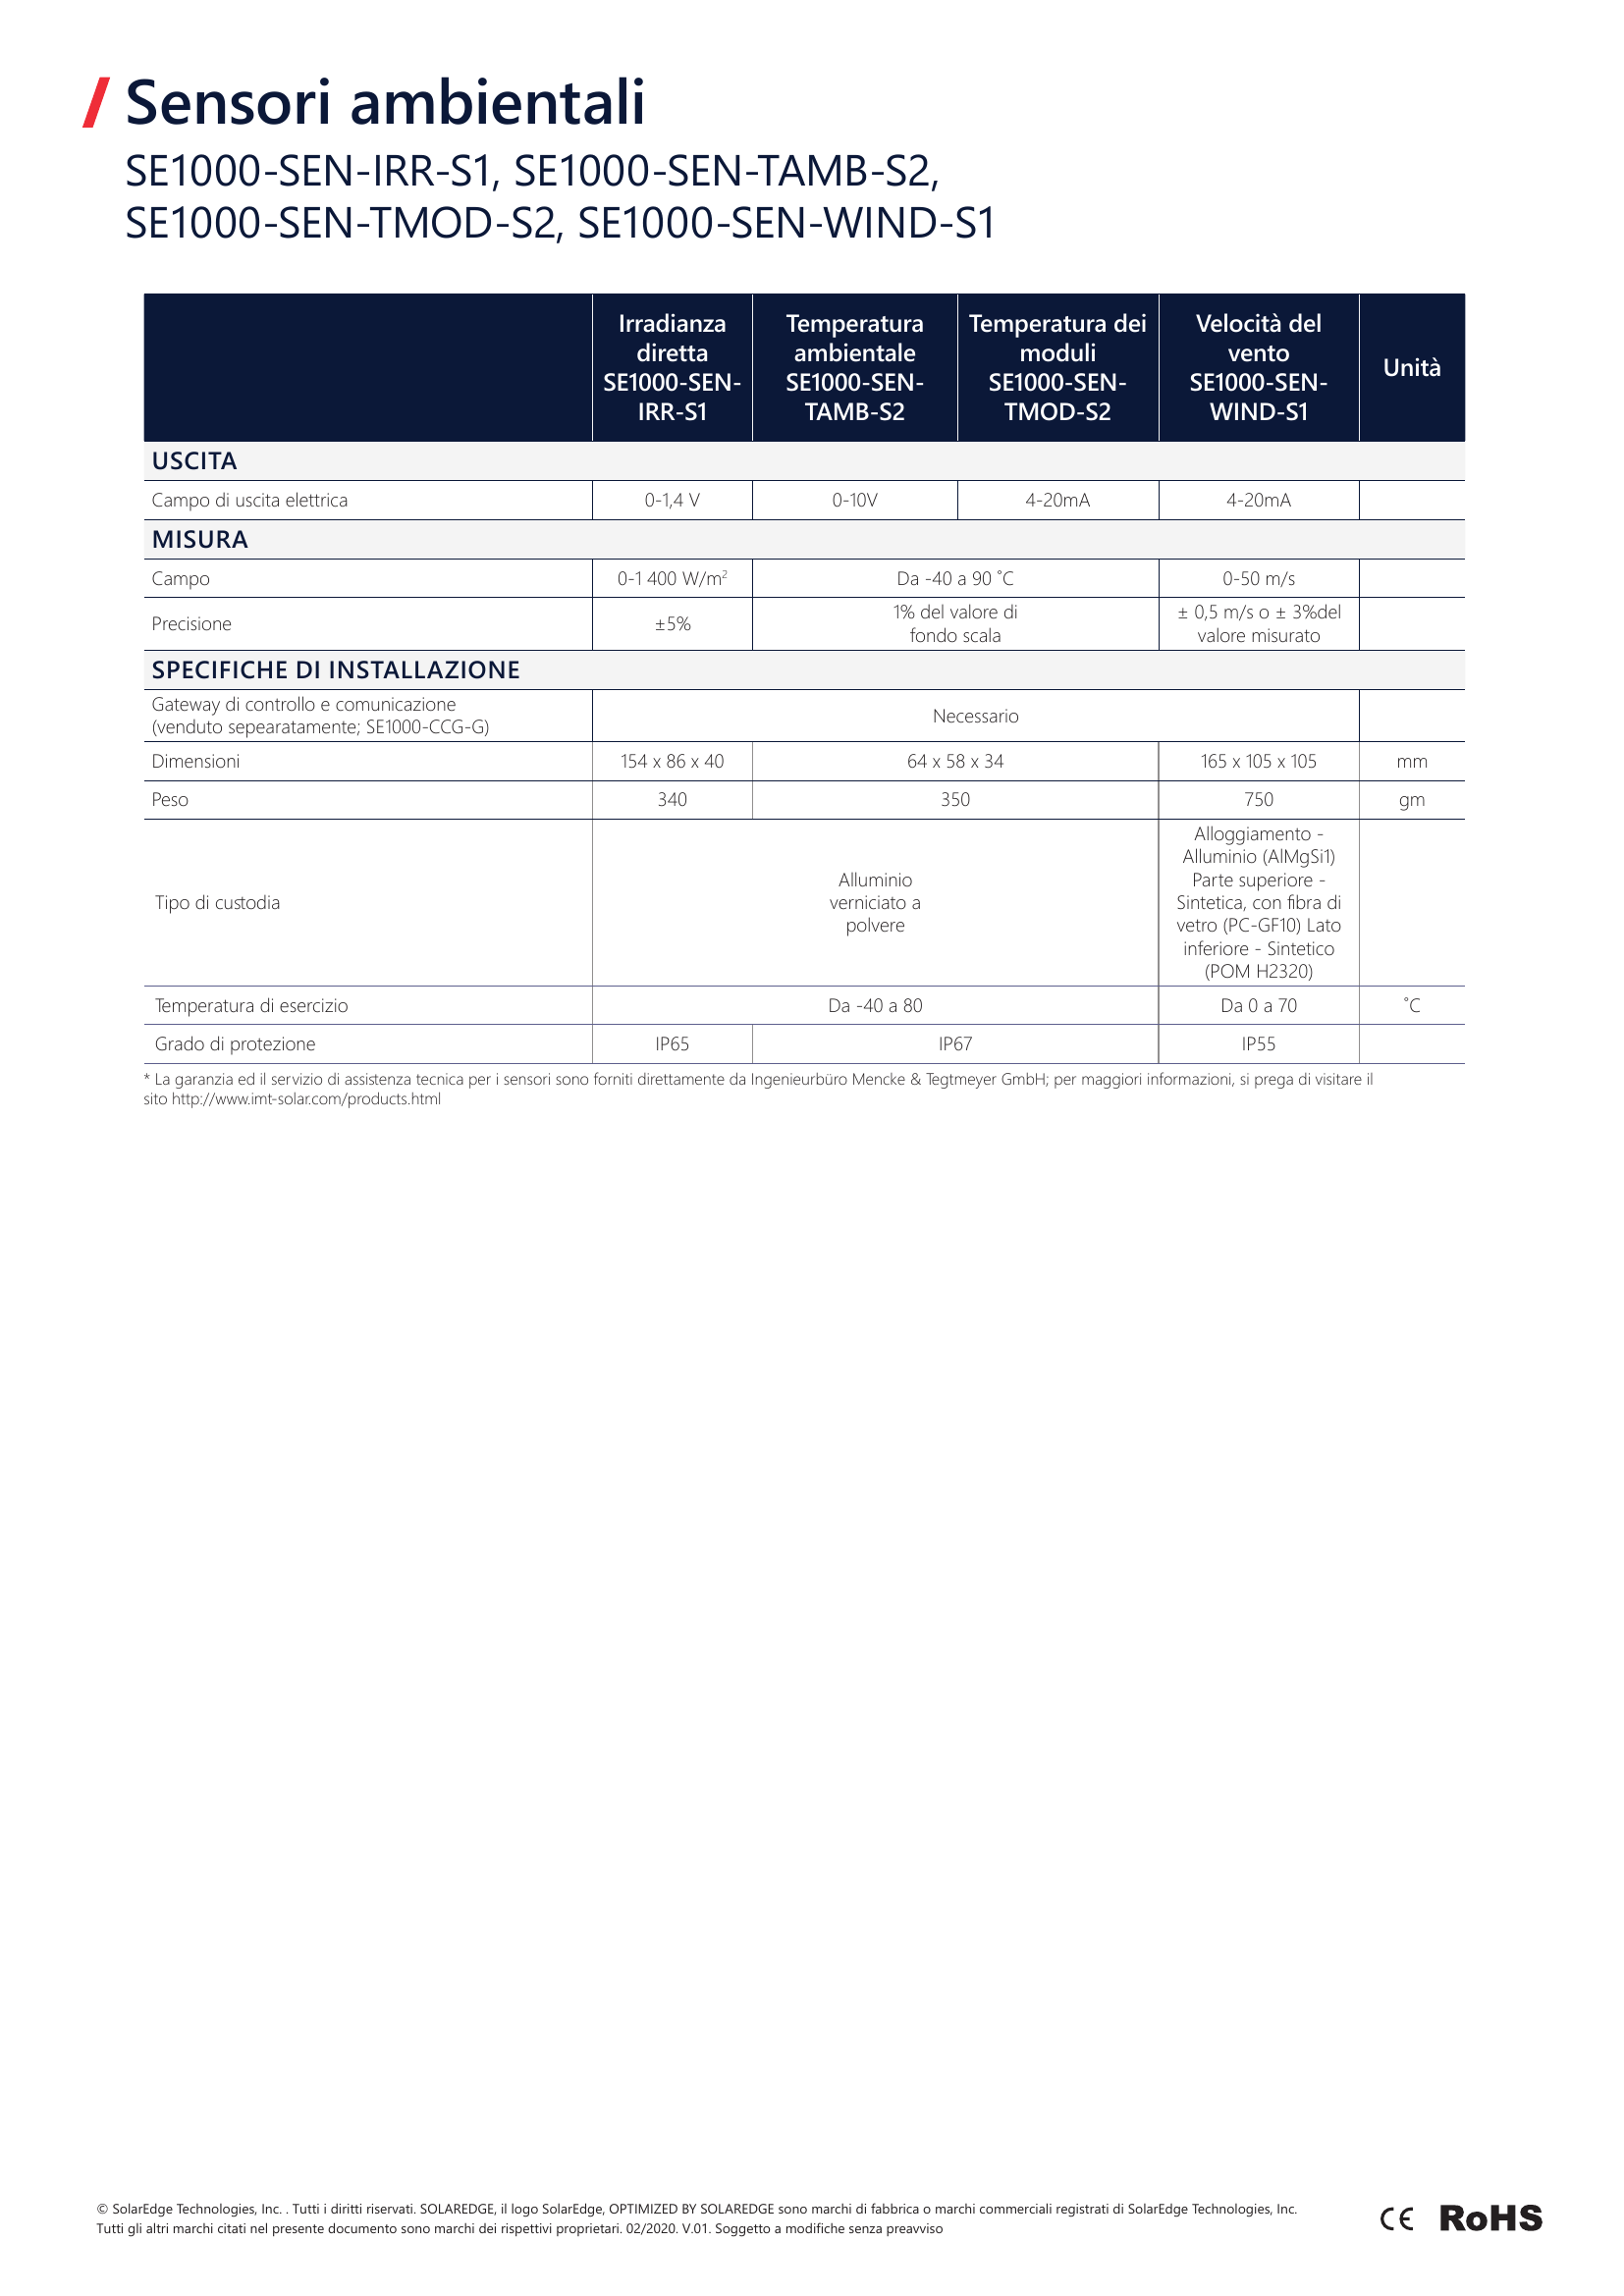 / Sensori ambientali
SE1000-SEN-IRR-S1, SE1000-SEN-TAMB-S2,
SE1000-SEN-TMOD-S2, SE1000-SEN-WIND-S1
Irradianza diretta SE1000-SEN-IRR-S1
Temperatura ambientale SE1000-SEN-TAMB-S2
Temperatura dei moduli SE1000-SEN-TMOD-S2
Velocità del vento SE1000-SEN-WIND-S1
Unità
USCITA
Campo di uscita elettrica 0-1,4 V 0-10V 4-20mA 4-20mA
MISURA
Campo 0-1 400 W/m² Da -40 a 90 ˚C 0-50 m/s
Precisione ±5% 1% del valore di fondo scala ± 0,5 m/s o ± 3%del valore misurato
SPECIFICHE DI INSTALLAZIONE
Gateway di controllo e comunicazione
(venduto sepearatamente; SE1000-CCG-G) Necessario
Dimensioni 154 x 86 x 40 64 x 58 x 34 165 x 105 x 105 mm
Peso 340 350 750 gm
Tipo di custodia Alluminio verniciato a polvere Alloggiamento - Alluminio (AlMgSi1) Parte superiore - Sintetica, con fibra di vetro (PC-GF10) Lato inferiore - Sintetico (POM H2320)
Temperatura di esercizio Da -40 a 80 Da 0 a 70 ˚C
Grado di protezione IP65 IP67 IP55
* La garanzia ed il servizio di assistenza tecnica per i sensori sono forniti direttamente da Ingenieurbüro Mencke & Tegtmeyer GmbH; per maggiori informazioni, si prega di visitare il
sito http://www.imt-solar.com/products.html
© SolarEdge Technologies, Inc. . Tutti i diritti riservati. SOLAREDGE, il logo SolarEdge, OPTIMIZED BY SOLAREDGE sono marchi di fabbrica o marchi commerciali registrati di SolarEdge Technologies, Inc.
Tutti gli altri marchi citati nel presente documento sono marchi dei rispettivi proprietari. 02/2020. V.01. Soggetto a modifiche senza preavviso
CE RoHS